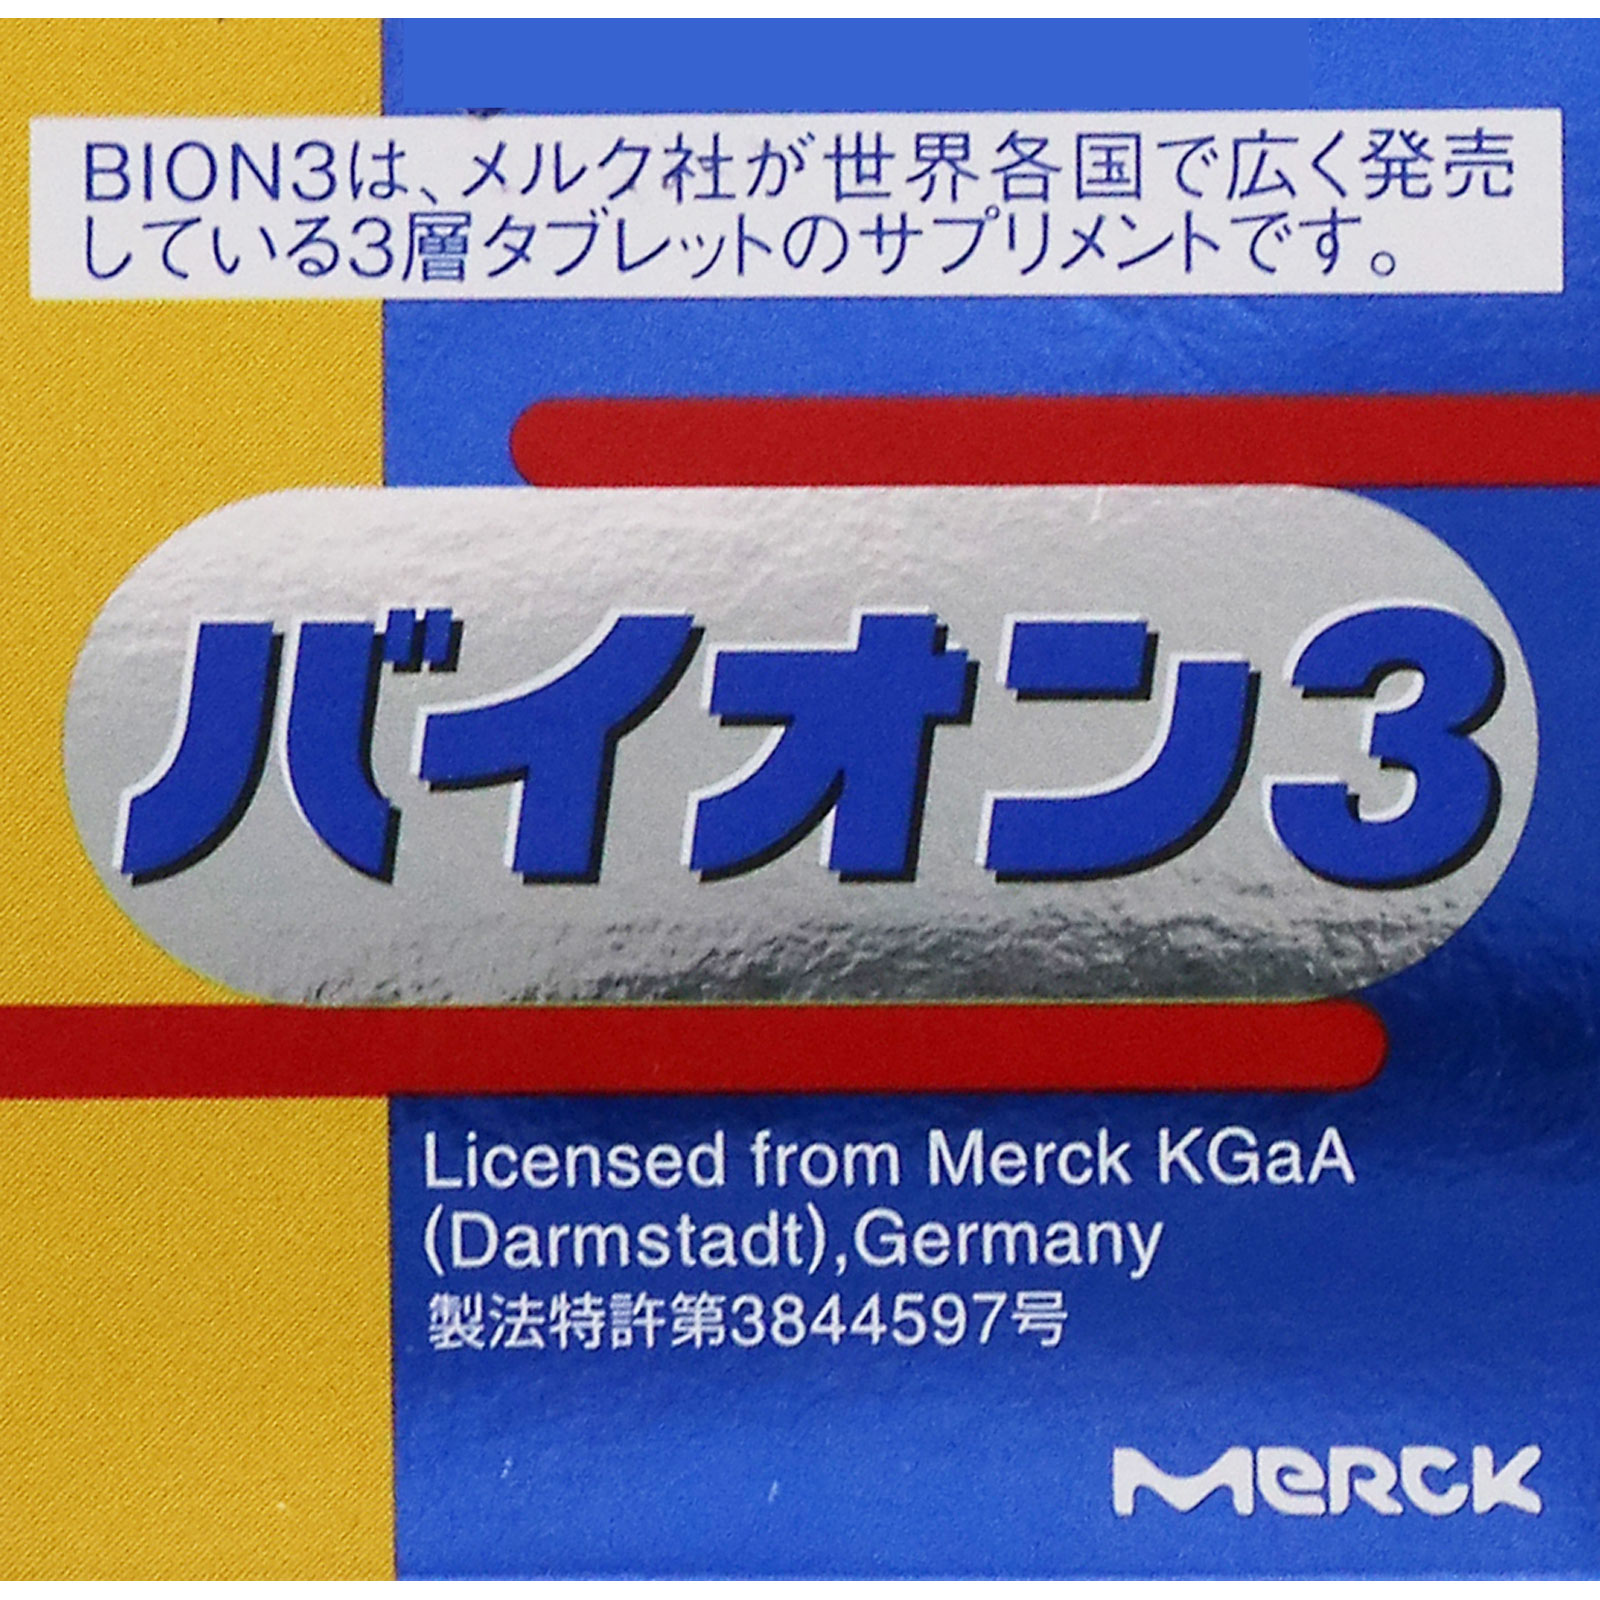 BION3は、メルク社が世界各国で広く発売
している3層タブレットのサプリメントです。
バイオン3
Licensed from Merck KGaA
(Darmstadt),Germany
製法特許第3844597号
MERCK